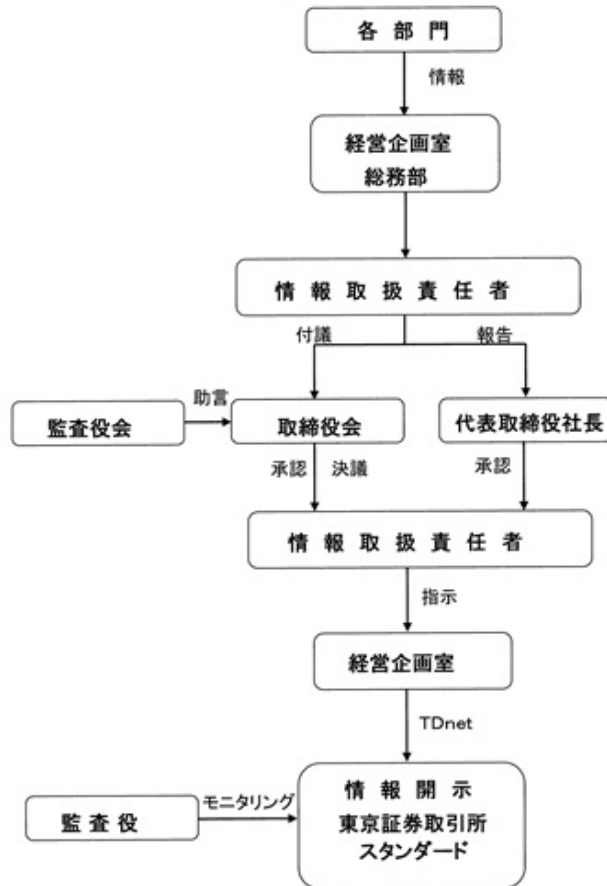 各部門
情報
経営企画室
総務部
情報取扱責任者
付議
報告
助言
監査役会
取締役会
代表取締役社長
承認
決議
承認
情報取扱責任者
指示
経営企画室
TDnet
情報開示
モニタリング
東京証券取引所
監査役
スタンダード